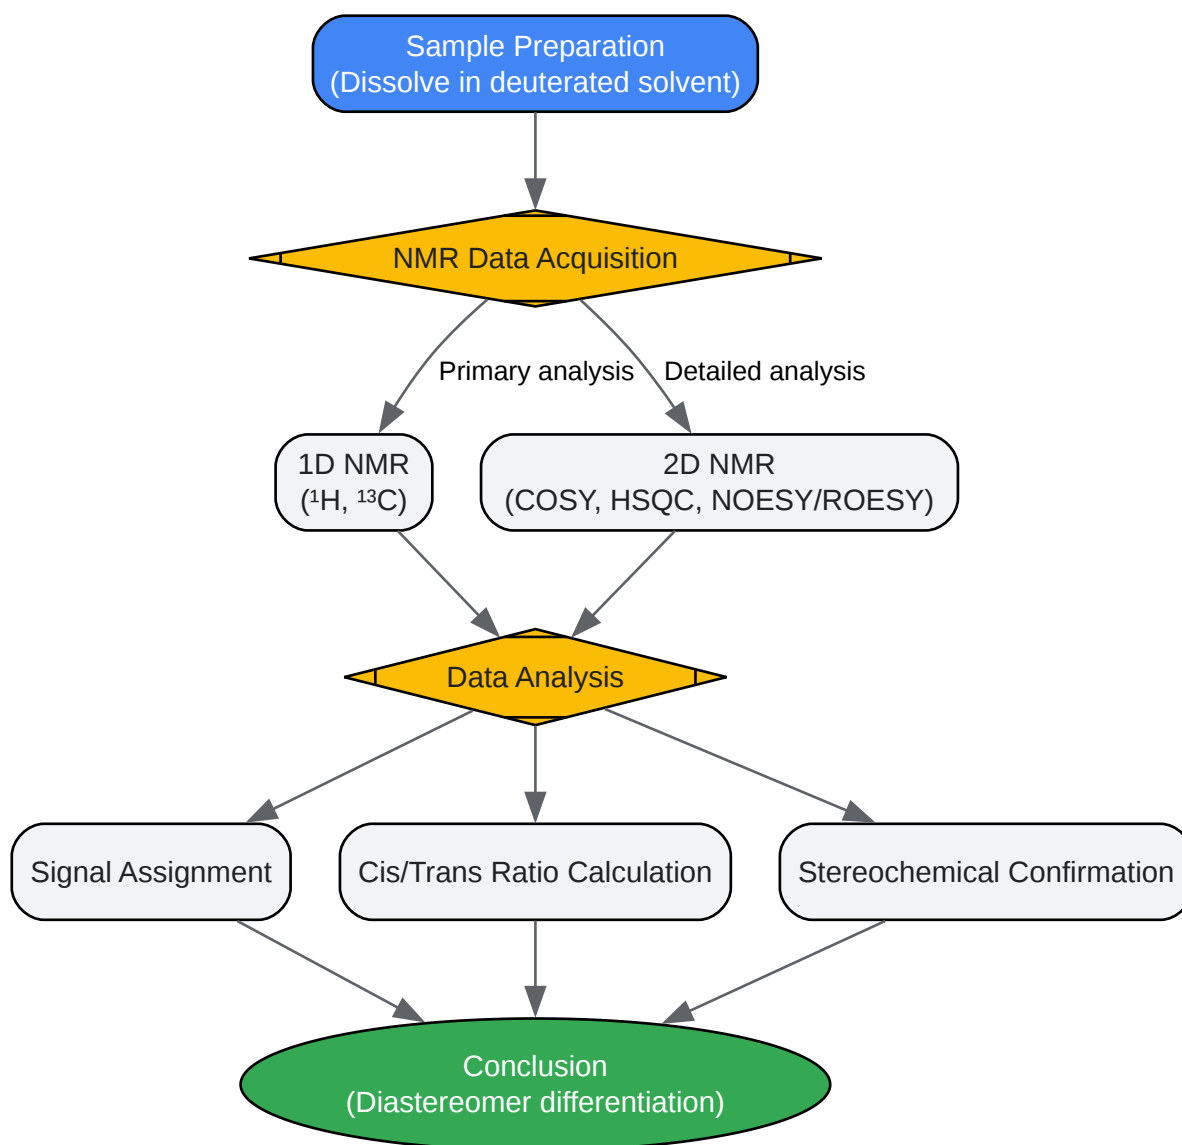 Sample Preparation
(Dissolve in deuterated solvent)
NMR Data Acquisition
Primary analysis
Detailed analysis
1D NMR
(¹H, ¹³C)
2D NMR
(COSY, HSQC, NOESY/ROESY)
Data Analysis
Signal Assignment
Cis/Trans Ratio Calculation
Stereochemical Confirmation
Conclusion
(Diastereomer differentiation)